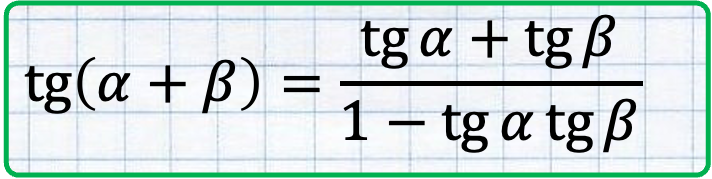 tg(α + β) = (tg α + tg β) / (1 − tg α tg β)